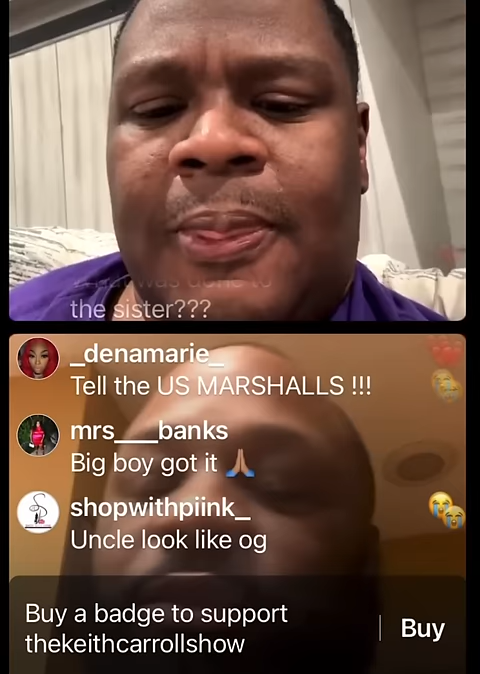 the sister???
_denamarie_
Tell the US MARSHALLS !!!
mrs___banks
Big boy got it 🙏🏽
shopwithpiink_
Uncle look like og
Buy a badge to support
thekeithcarrollshow
Buy